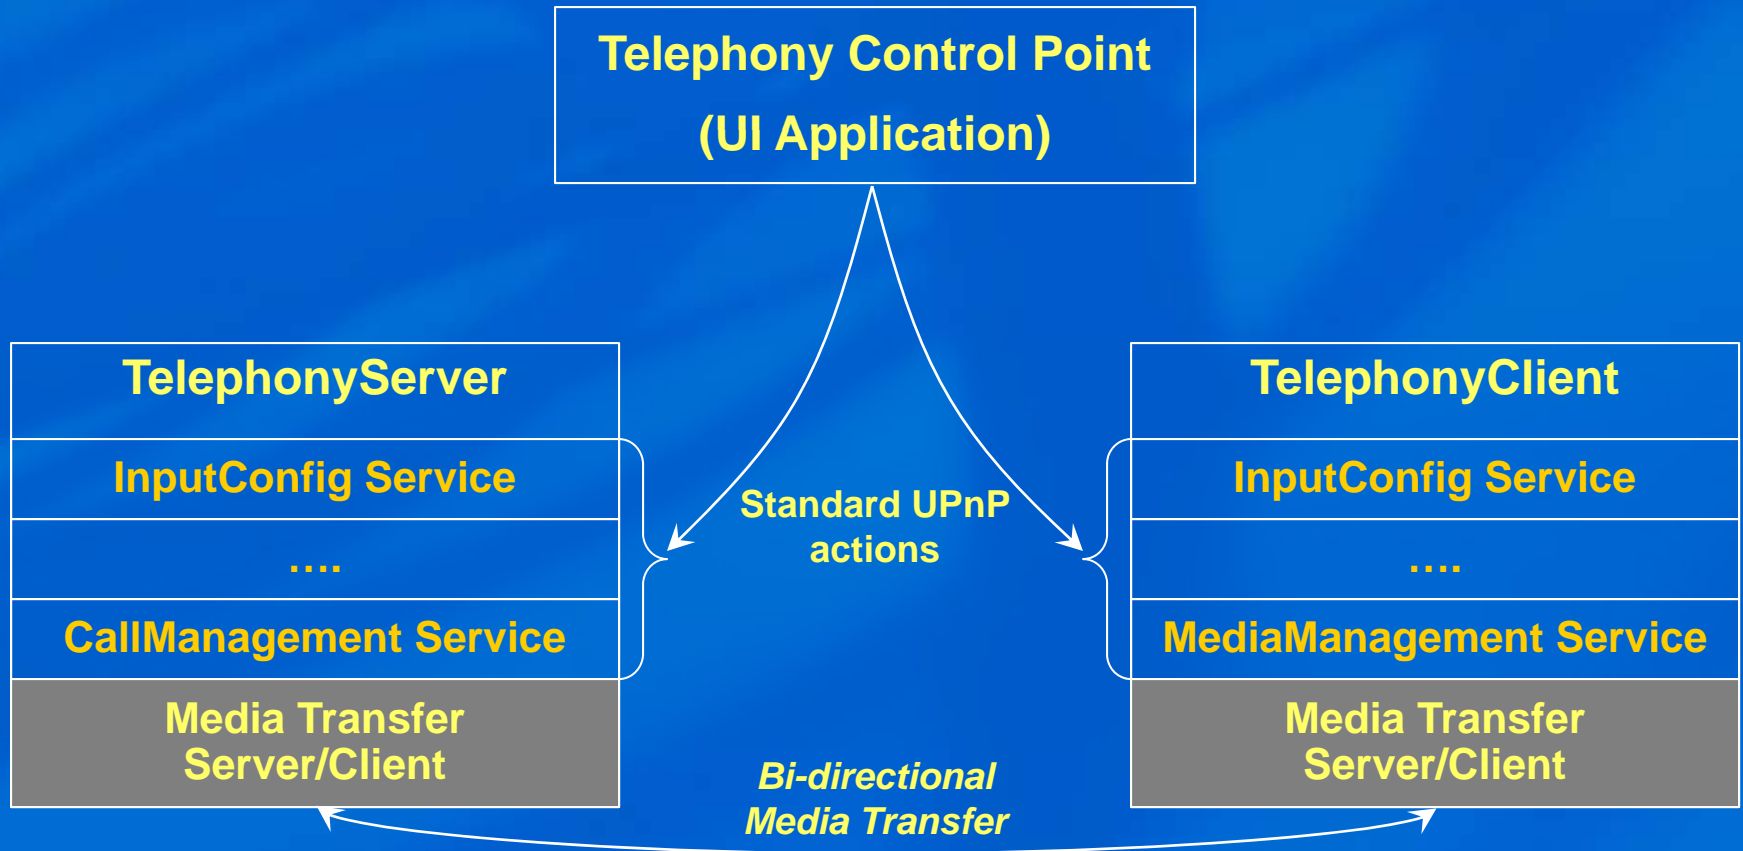 Telephony Control Point
(UI Application)
TelephonyServer
InputConfig Service
....
CallManagement Service
Media Transfer
Server/Client
Standard UPnP
actions
Bi-directional
Media Transfer
TelephonyClient
InputConfig Service
....
MediaManagement Service
Media Transfer
Server/Client